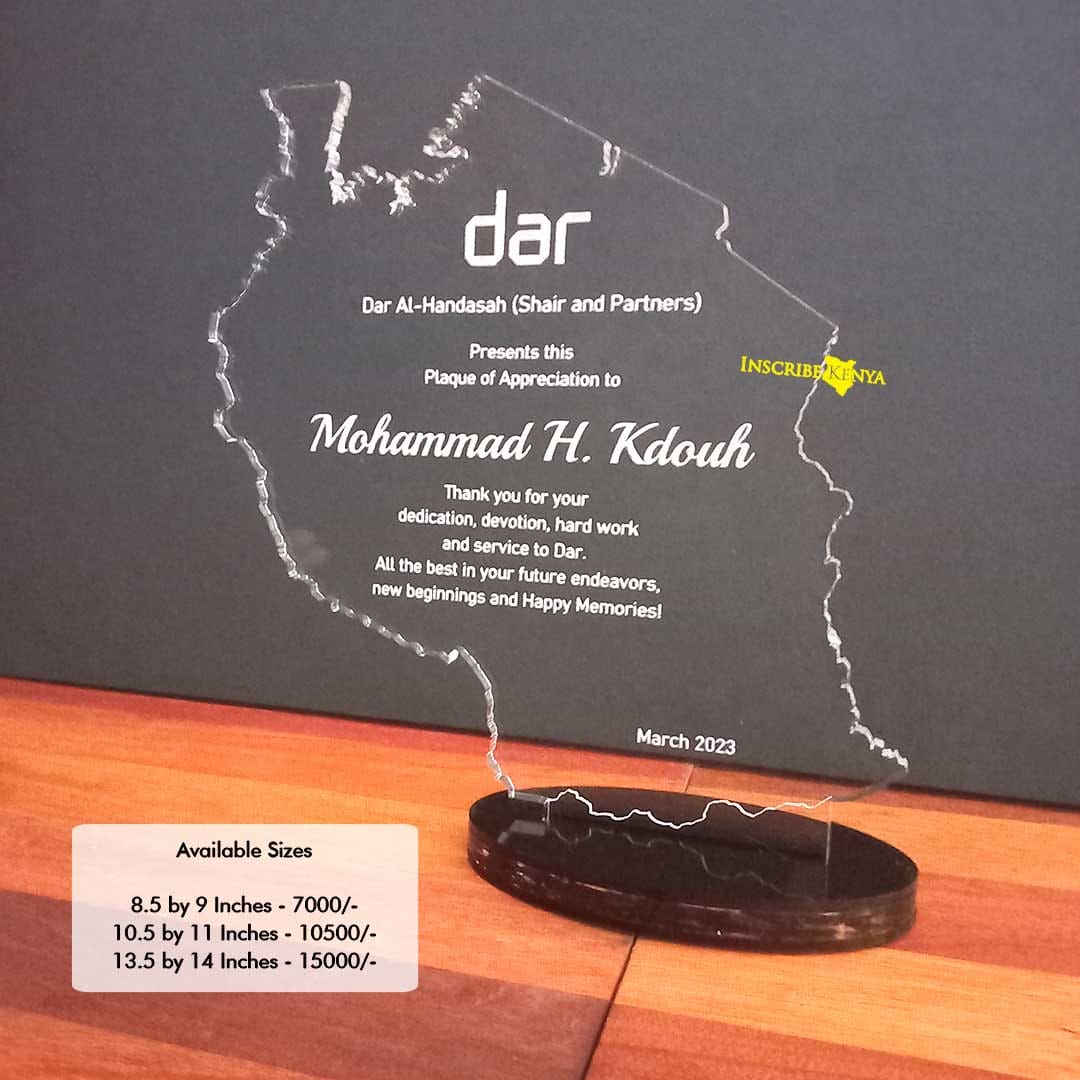 dar
Dar Al-Handasah (Shair and Partners)
Presents this
Plaque of Appreciation to
INSCRIBE KENYA
Mohammad H. Kdouh
Thank you for your
dedication, devotion, hard work
and service to Dar.
All the best in your future endeavors,
new beginnings and Happy Memories!
March 2023
Available Sizes
8.5 by 9 Inches - 7000/-
10.5 by 11 Inches - 10500/-
13.5 by 14 Inches - 15000/-